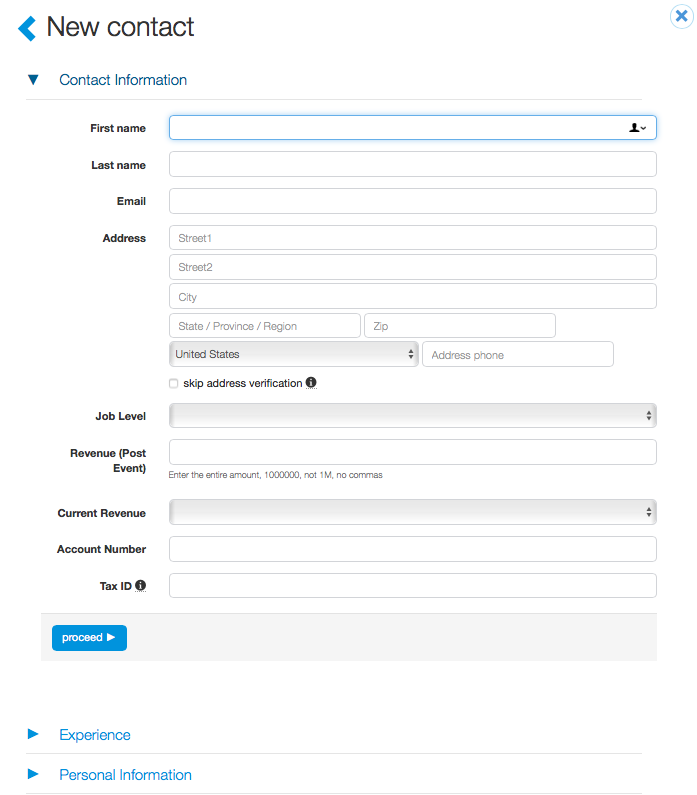 New contact
Contact Information
First name
Last name
Email
Address
Street1
Street2
City
State / Province / Region Zip
United States Address phone
skip address verification
Job Level
Revenue (Post
Event)
Enter the entire amount, 1000000, not 1M, no commas
Current Revenue
Account Number
Tax ID
proceed
Experience
Personal Information